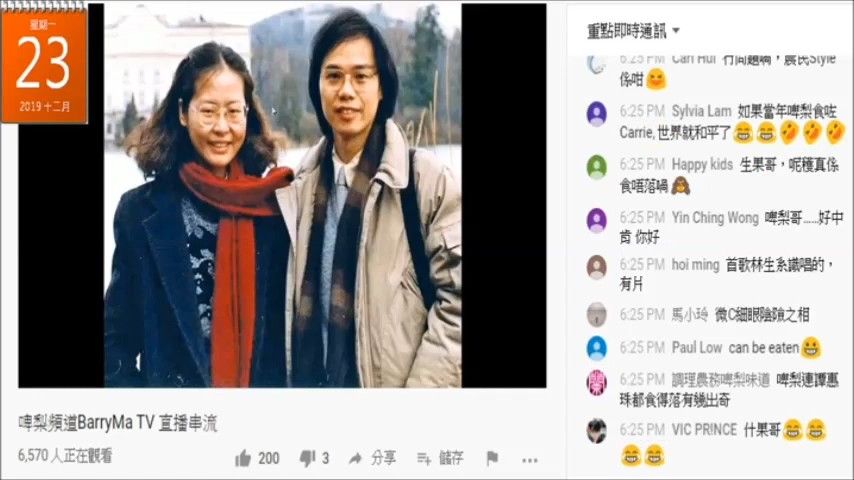 星期一
23
2019 十二月
啤梨頻道BarryMa TV 直播串流
6,570 人正在觀看
200
3
分享
儲存
重點即時通訊
6:25 PM Carl Hui 冇問題喎，農民Style
係咁
6:25 PM Sylvia Lam 如果當年啤梨食咗
Carrie, 世界就和平了
6:25 PM Happy kids 生果哥，呢穫真係
食唔落喎
6:25 PM Yin Ching Wong 啤梨哥.....好中
肯 你好
6:25 PM hoi ming 首歌林生系識唱的，
有片
6:25 PM 馮小玲 微C細眼陰險之相
6:25 PM Paul Low can be eaten
6:25 PM 調理農務啤梨味道 啤梨連譚惠
珠都食得落有幾出奇
6:25 PM VIC PRINCE 什果哥